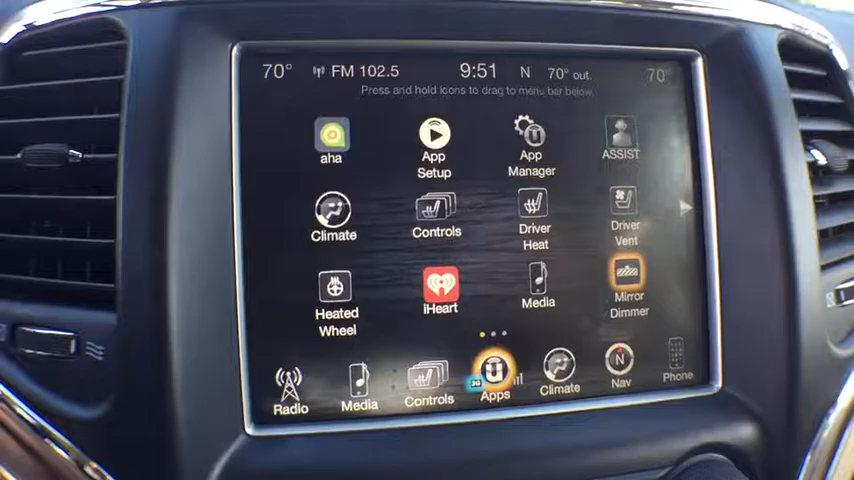 70° FM 102.5 9:51 N 70° out. 70°
Press and hold icons to drag to menu bar below.
aha
App
Setup
App
Manager
ASSIST
Climate
Controls
Driver
Heat
Driver
Vent
Heated
Wheel
iHeart
Media
Mirror
Dimmer
Radio
Media
Controls
3G
Apps
Climate
N
Nav
Phone